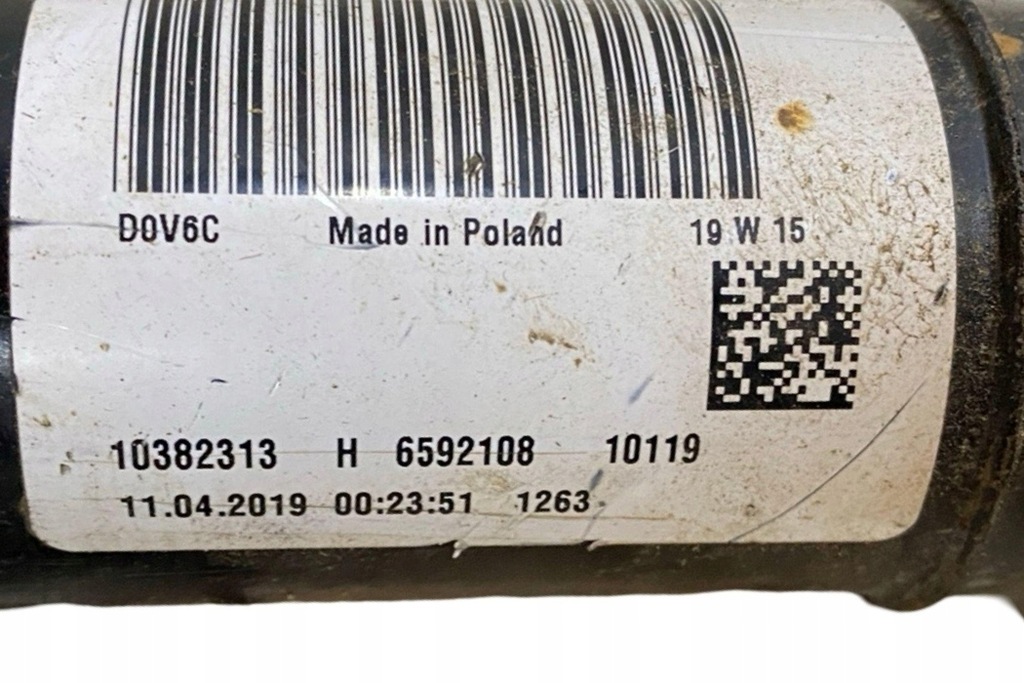 D0V6C Made in Poland 19 W 15
10382313 H 6592108 10119
11.04.2019 00:23:51 1263